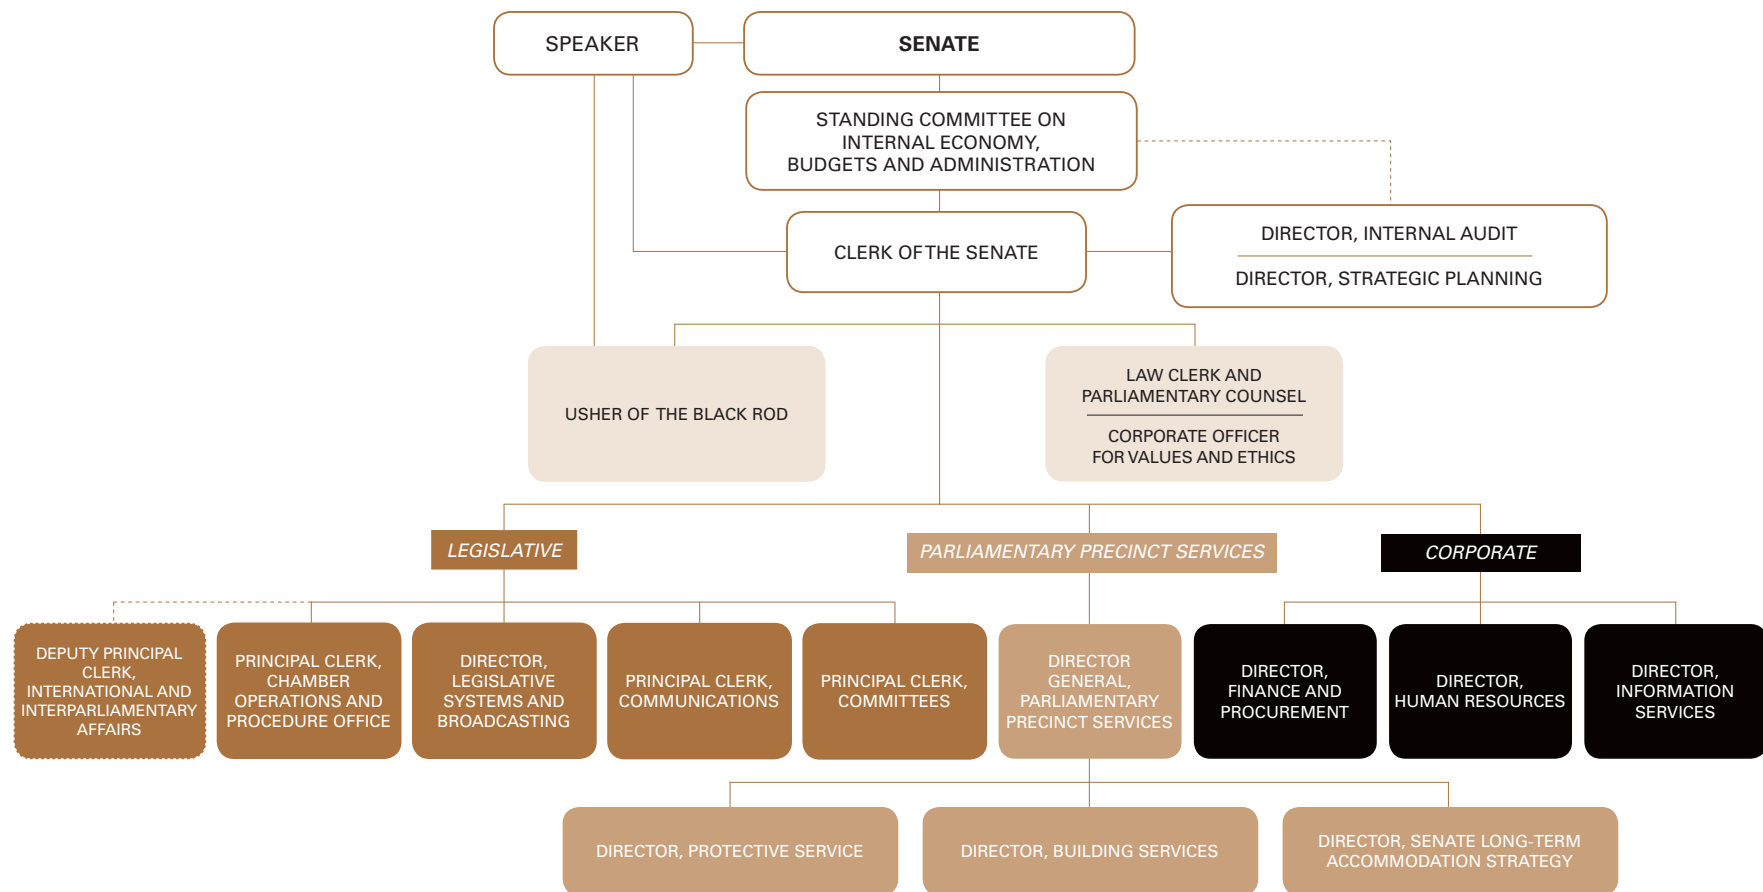 SPEAKER
SENATE
STANDING COMMITTEE ON
INTERNAL ECONOMY,
BUDGETS AND ADMINISTRATION
CLERK OF THE SENATE
DIRECTOR, INTERNAL AUDIT
DIRECTOR, STRATEGIC PLANNING
USHER OF THE BLACK ROD
LAW CLERK AND
PARLIAMENTARY COUNSEL
CORPORATE OFFICER
FOR VALUES AND ETHICS
LEGISLATIVE
PARLIAMENTARY PRECINCT SERVICES
CORPORATE
DEPUTY PRINCIPAL
CLERK,
INTERNATIONAL AND
INTERPARLIAMENTARY
AFFAIRS
PRINCIPAL CLERK,
CHAMBER
OPERATIONS AND
PROCEDURE OFFICE
DIRECTOR,
LEGISLATIVE
SYSTEMS AND
BROADCASTING
PRINCIPAL CLERK,
COMMUNICATIONS
PRINCIPAL CLERK,
COMMITTEES
DIRECTOR
GENERAL,
PARLIAMENTARY
PRECINCT SERVICES
DIRECTOR,
FINANCE AND
PROCUREMENT
DIRECTOR,
HUMAN RESOURCES
DIRECTOR,
INFORMATION
SERVICES
DIRECTOR, PROTECTIVE SERVICE
DIRECTOR, BUILDING SERVICES
DIRECTOR, SENATE LONG-TERM
ACCOMMODATION STRATEGY